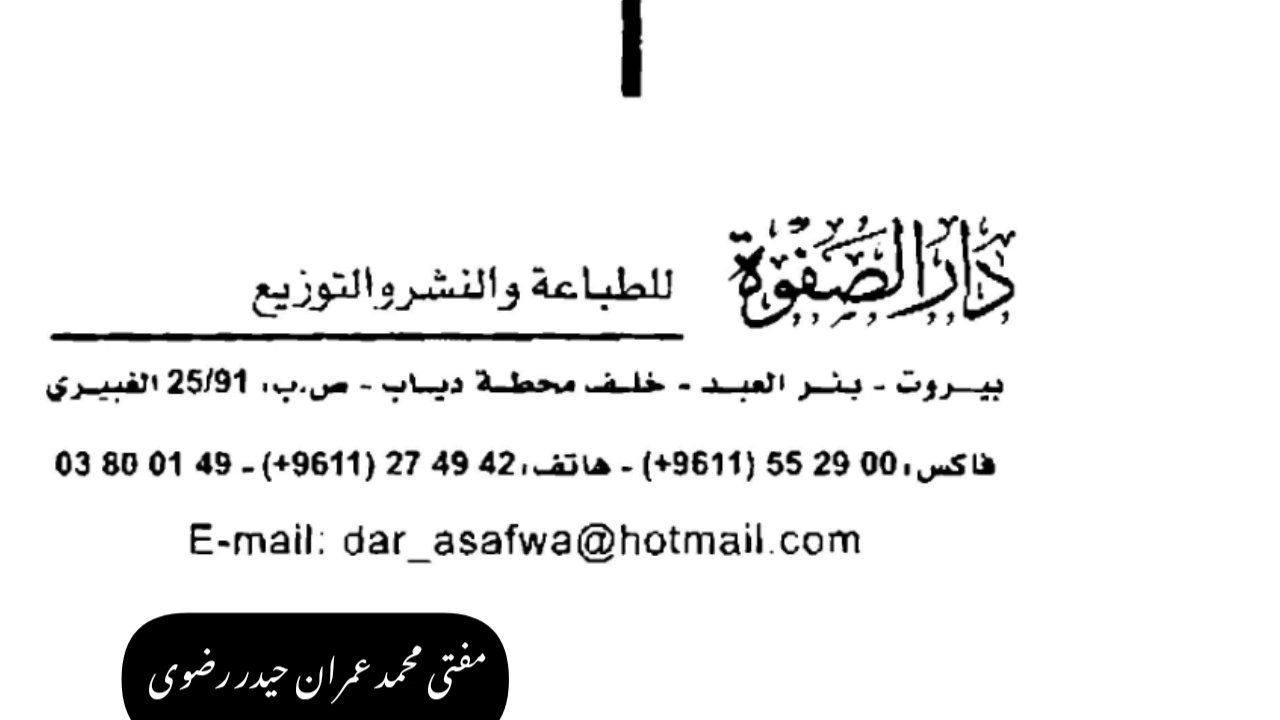 دار الصفوة
للطباعة والنشر والتوزيع
بيروت - بئر العبد - خلف محطة دياب - ص.ب: 25/91 الغبيري
فاكس: 00 29 55 (9611+) - هاتف: 42 49 27 (9611+) - 49 01 80 03
E-mail: dar_asafwa@hotmail.com
مفتی محمد عمران حیدر رضوی